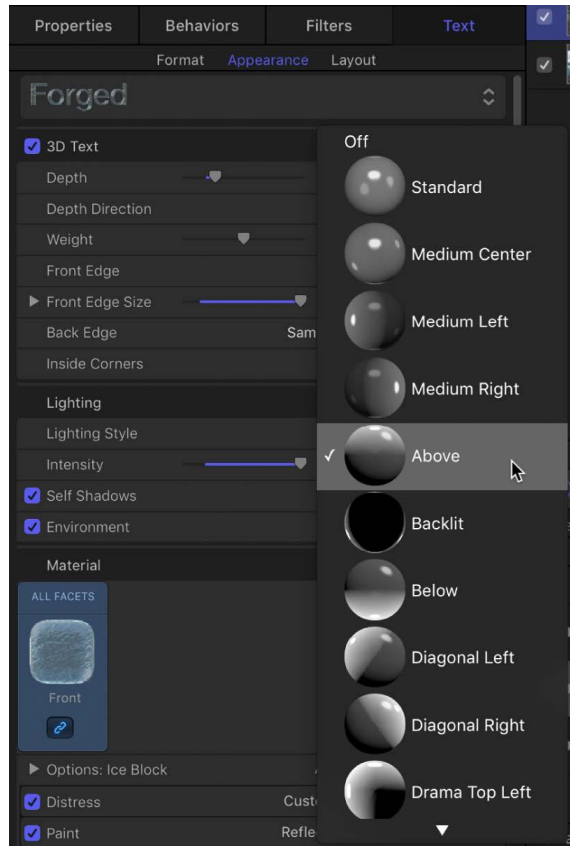 Properties Behaviors Filters Text
Format Appearance Layout
Forged
3D Text
Depth
Depth Direction
Weight
Front Edge
Front Edge Size
Back Edge Sam
Inside Corners
Lighting
Lighting Style
Intensity
Self Shadows
Environment
Material
ALL FACETS
Front
Options: Ice Block
Distress Custo
Paint Refle
Off
Standard
Medium Center
Medium Left
Medium Right
✓ Above
Backlit
Below
Diagonal Left
Diagonal Right
Drama Top Left